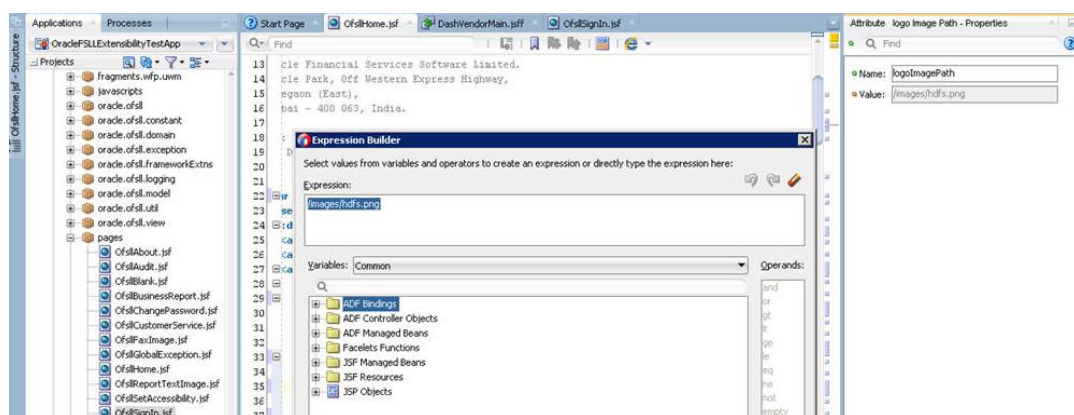 Applications
Processes
OracleFSLLExtensibilityTestApp
Projects
fragments.wfp.uwm
javascripts
oracle.ofsll
oracle.ofsll.constant
oracle.ofsll.domain
oracle.ofsll.exception
oracle.ofsll.frameworkExtns
oracle.ofsll.logging
oracle.ofsll.model
oracle.ofsll.util
oracle.ofsll.view
pages
OfsllAbout.jsf
OfsllAudit.jsf
OfsllBlank.jsf
OfsllBusinessReport.jsf
OfsllChangePassword.jsf
OfsllCustomerService.jsf
OfsllFaxImage.jsf
OfsllGlobalException.jsf
OfsllHome.jsf
OfsllReportTextImage.jsf
OfsllSetAccessibility.jsf
OfsllSignIn.jsf
OfsllHome.jsf - Structure
Start Page
OfsllHome.jsf
DashVendorMain.jsff
OfsllSignIn.jsf
Find
13 cle Financial Services Software Limited.
14 cle Park, Off Western Express Highway,
15 egaon (East),
16 bai - 400 063, India.
17
18 :
19 D
20
21
22
23 se
24 :d
25 <a
26 <a
27 <a
28
29
30
31
32
33
34
35
36
Expression Builder
Select values from variables and operators to create an expression or directly type the expression here:
Expression:
/images/hdfs.png
Variables: Common
Operands:
ADF Bindings
ADF Controller Objects
ADF Managed Beans
Facelets Functions
JSF Managed Beans
JSF Resources
JSP Objects
and
or
gt
lt
ge
le
eq
ne
not
empty
Attribute logo Image Path - Properties
Find
Name: logoImagePath
Value: /images/hdfs.png